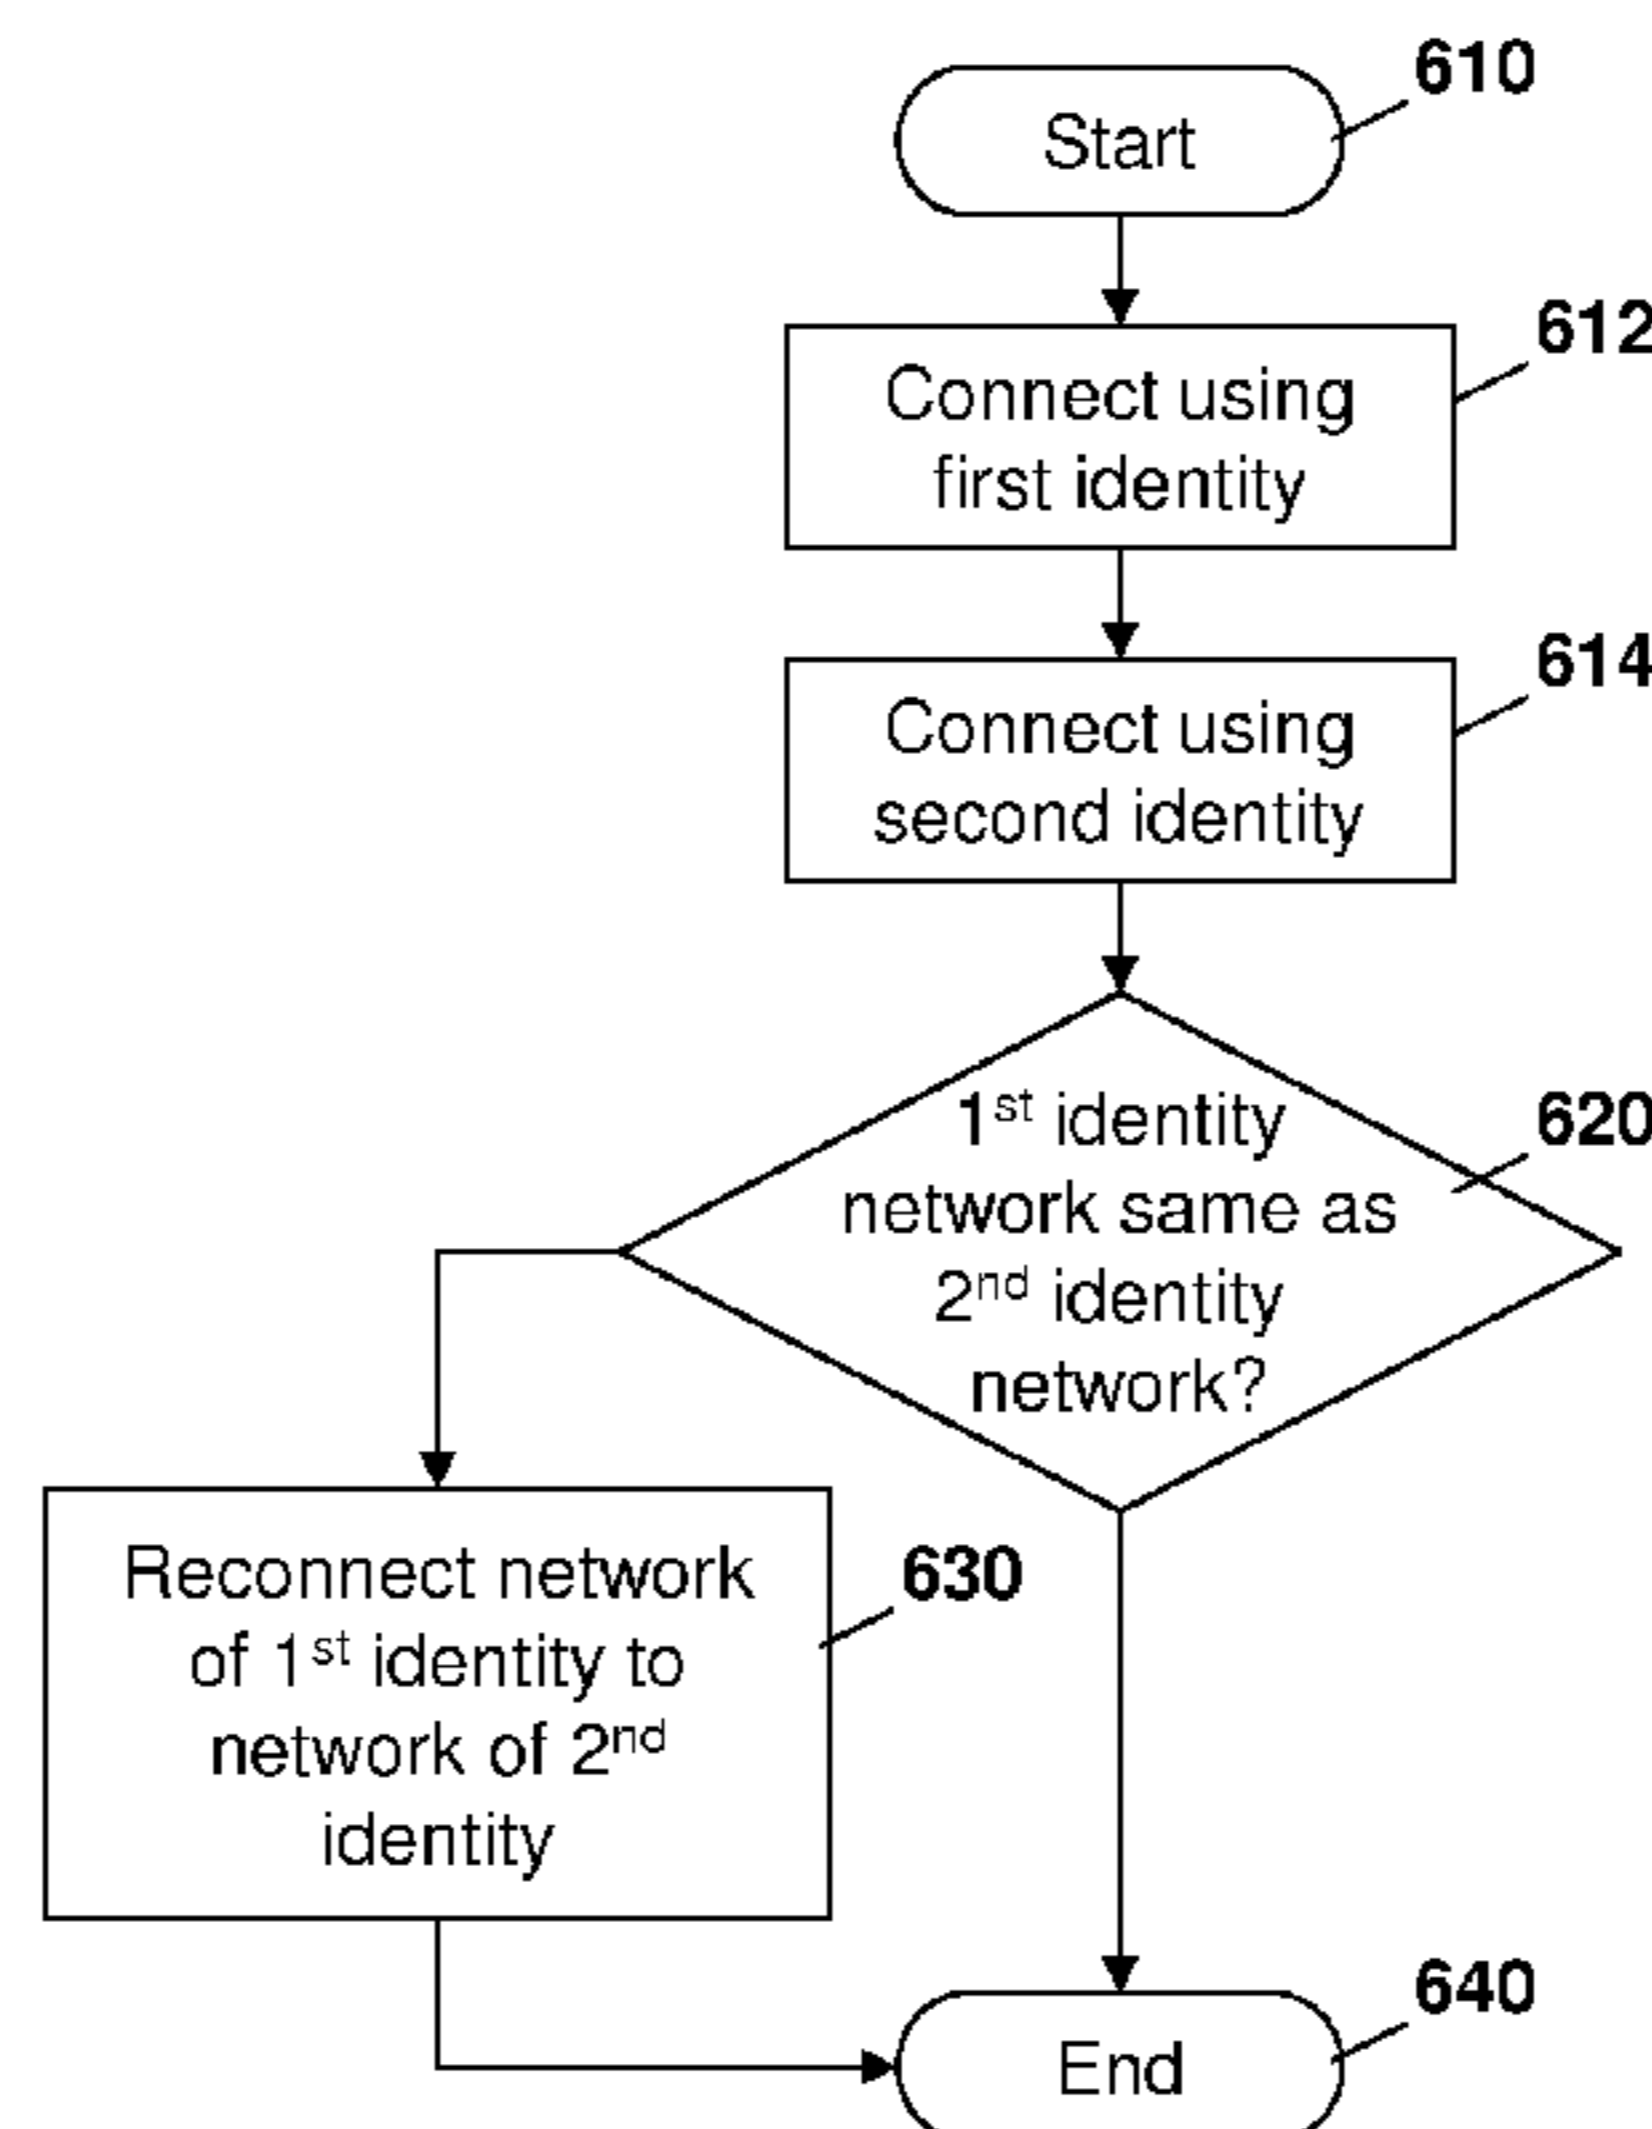 610
Start
612
Connect using
first identity
614
Connect using
second identity
620
1st identity
network same as
2nd identity
network?
630
Reconnect network
of 1st identity to
network of 2nd
identity
640
End